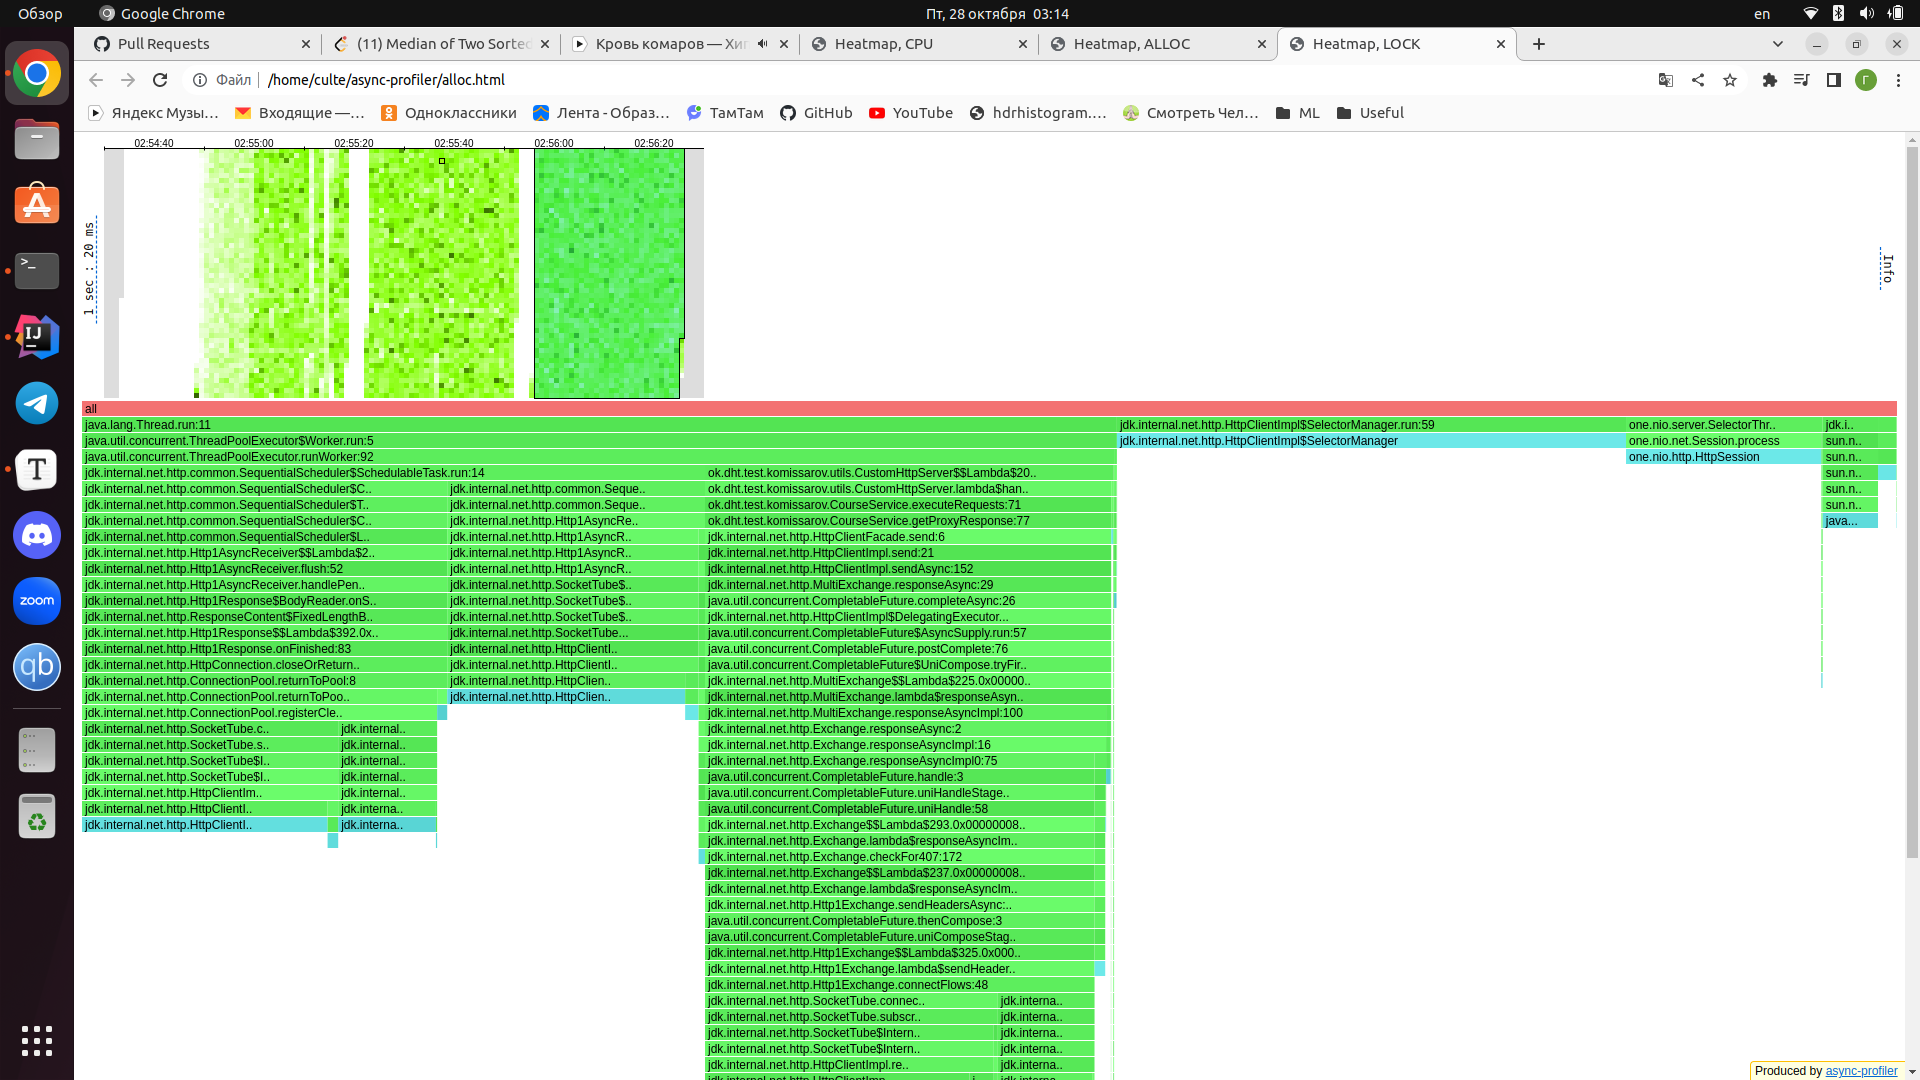 Обзор
Google Chrome
Пт, 28 октября 03:14
en
Pull Requests
(11) Median of Two Sorted
Кровь комаров — Хи
Heatmap, CPU
Heatmap, ALLOC
Heatmap, LOCK
Файл
/home/culte/async-profiler/alloc.html
Г
Яндекс Музы...
Входящие —...
Одноклассники
Лента - Образ...
ТамТам
GitHub
YouTube
hdrhistogram....
Смотреть Чел...
ML
Useful
02:54:40 02:55:00 02:55:20 02:55:40 02:56:00 02:56:20
1 sec : 20 ms
Info
all
java.lang.Thread.run:11 jdk.internal.net.http.HttpClientImpl$SelectorManager.run:59 one.nio.server.SelectorThr.. jdk.i..
java.util.concurrent.ThreadPoolExecutor$Worker.run:5 jdk.internal.net.http.HttpClientImpl$SelectorManager one.nio.net.Session.process sun.n..
java.util.concurrent.ThreadPoolExecutor.runWorker:92 one.nio.http.HttpSession sun.n..
jdk.internal.net.http.common.SequentialScheduler$SchedulableTask.run:14 ok.dht.test.komissarov.utils.CustomHttpServer$$Lambda$20.. sun.n..
jdk.internal.net.http.common.SequentialScheduler$C.. jdk.internal.net.http.common.Seque.. ok.dht.test.komissarov.utils.CustomHttpServer.lambda$han.. sun.n..
jdk.internal.net.http.common.SequentialScheduler$T.. jdk.internal.net.http.common.Seque.. ok.dht.test.komissarov.CourseService.executeRequests:71 sun.n..
jdk.internal.net.http.common.SequentialScheduler$C.. jdk.internal.net.http.Http1AsyncRe.. ok.dht.test.komissarov.CourseService.getProxyResponse:77 java...
jdk.internal.net.http.common.SequentialScheduler$L.. jdk.internal.net.http.Http1AsyncR.. jdk.internal.net.http.HttpClientFacade.send:6
jdk.internal.net.http.Http1AsyncReceiver$$Lambda$2.. jdk.internal.net.http.Http1AsyncR.. jdk.internal.net.http.HttpClientImpl.send:21
jdk.internal.net.http.Http1AsyncReceiver.flush:52 jdk.internal.net.http.Http1AsyncR.. jdk.internal.net.http.HttpClientImpl.sendAsync:152
jdk.internal.net.http.Http1AsyncReceiver.handlePen.. jdk.internal.net.http.SocketTube$.. jdk.internal.net.http.MultiExchange.responseAsync:29
jdk.internal.net.http.Http1Response$BodyReader.onS.. jdk.internal.net.http.SocketTube$.. java.util.concurrent.CompletableFuture.completeAsync:26
jdk.internal.net.http.ResponseContent$FixedLengthB.. jdk.internal.net.http.SocketTube$.. jdk.internal.net.http.HttpClientImpl$DelegatingExecutor...
jdk.internal.net.http.Http1Response$$Lambda$392.0x.. jdk.internal.net.http.SocketTube... java.util.concurrent.CompletableFuture$AsyncSupply.run:57
jdk.internal.net.http.Http1Response.onFinished:83 jdk.internal.net.http.HttpClientI.. java.util.concurrent.CompletableFuture.postComplete:76
jdk.internal.net.http.HttpConnection.closeOrReturn.. jdk.internal.net.http.HttpClientI.. java.util.concurrent.CompletableFuture$UniCompose.tryFir..
jdk.internal.net.http.ConnectionPool.returnToPool:8 jdk.internal.net.http.HttpClien.. jdk.internal.net.http.MultiExchange$$Lambda$225.0x00000..
jdk.internal.net.http.ConnectionPool.returnToPoo.. jdk.internal.net.http.HttpClien.. jdk.internal.net.http.MultiExchange.lambda$responseAsyn..
jdk.internal.net.http.ConnectionPool.registerCle.. jdk.internal.net.http.MultiExchange.responseAsyncImpl:100
jdk.internal.net.http.SocketTube.c.. jdk.internal.. jdk.internal.net.http.Exchange.responseAsync:2
jdk.internal.net.http.SocketTube.s.. jdk.internal.. jdk.internal.net.http.Exchange.responseAsyncImpl:16
jdk.internal.net.http.SocketTube$I.. jdk.internal.. jdk.internal.net.http.Exchange.responseAsyncImpl0:75
jdk.internal.net.http.SocketTube$I.. jdk.internal.. java.util.concurrent.CompletableFuture.handle:3
jdk.internal.net.http.HttpClientIm.. jdk.internal.. java.util.concurrent.CompletableFuture.uniHandleStage..
jdk.internal.net.http.HttpClientI.. jdk.interna.. java.util.concurrent.CompletableFuture.uniHandle:58
jdk.internal.net.http.HttpClientI.. jdk.interna.. jdk.internal.net.http.Exchange$$Lambda$293.0x00000008..
jdk.internal.net.http.Exchange.lambda$responseAsyncIm..
jdk.internal.net.http.Exchange.checkFor407:172
jdk.internal.net.http.Exchange$$Lambda$237.0x00000008..
jdk.internal.net.http.Exchange.lambda$responseAsyncIm..
jdk.internal.net.http.Http1Exchange.sendHeadersAsync:..
java.util.concurrent.CompletableFuture.thenCompose:3
java.util.concurrent.CompletableFuture.uniComposeStag..
jdk.internal.net.http.Http1Exchange$$Lambda$325.0x000..
jdk.internal.net.http.Http1Exchange.lambda$sendHeader..
jdk.internal.net.http.Http1Exchange.connectFlows:48
jdk.internal.net.http.SocketTube.connec.. jdk.interna..
jdk.internal.net.http.SocketTube.subscr.. jdk.interna..
jdk.internal.net.http.SocketTube$Intern.. jdk.interna..
jdk.internal.net.http.SocketTube$Intern.. jdk.interna..
jdk.internal.net.http.HttpClientImpl.re.. jdk.interna..
Produced by async-profiler
zoom
qb